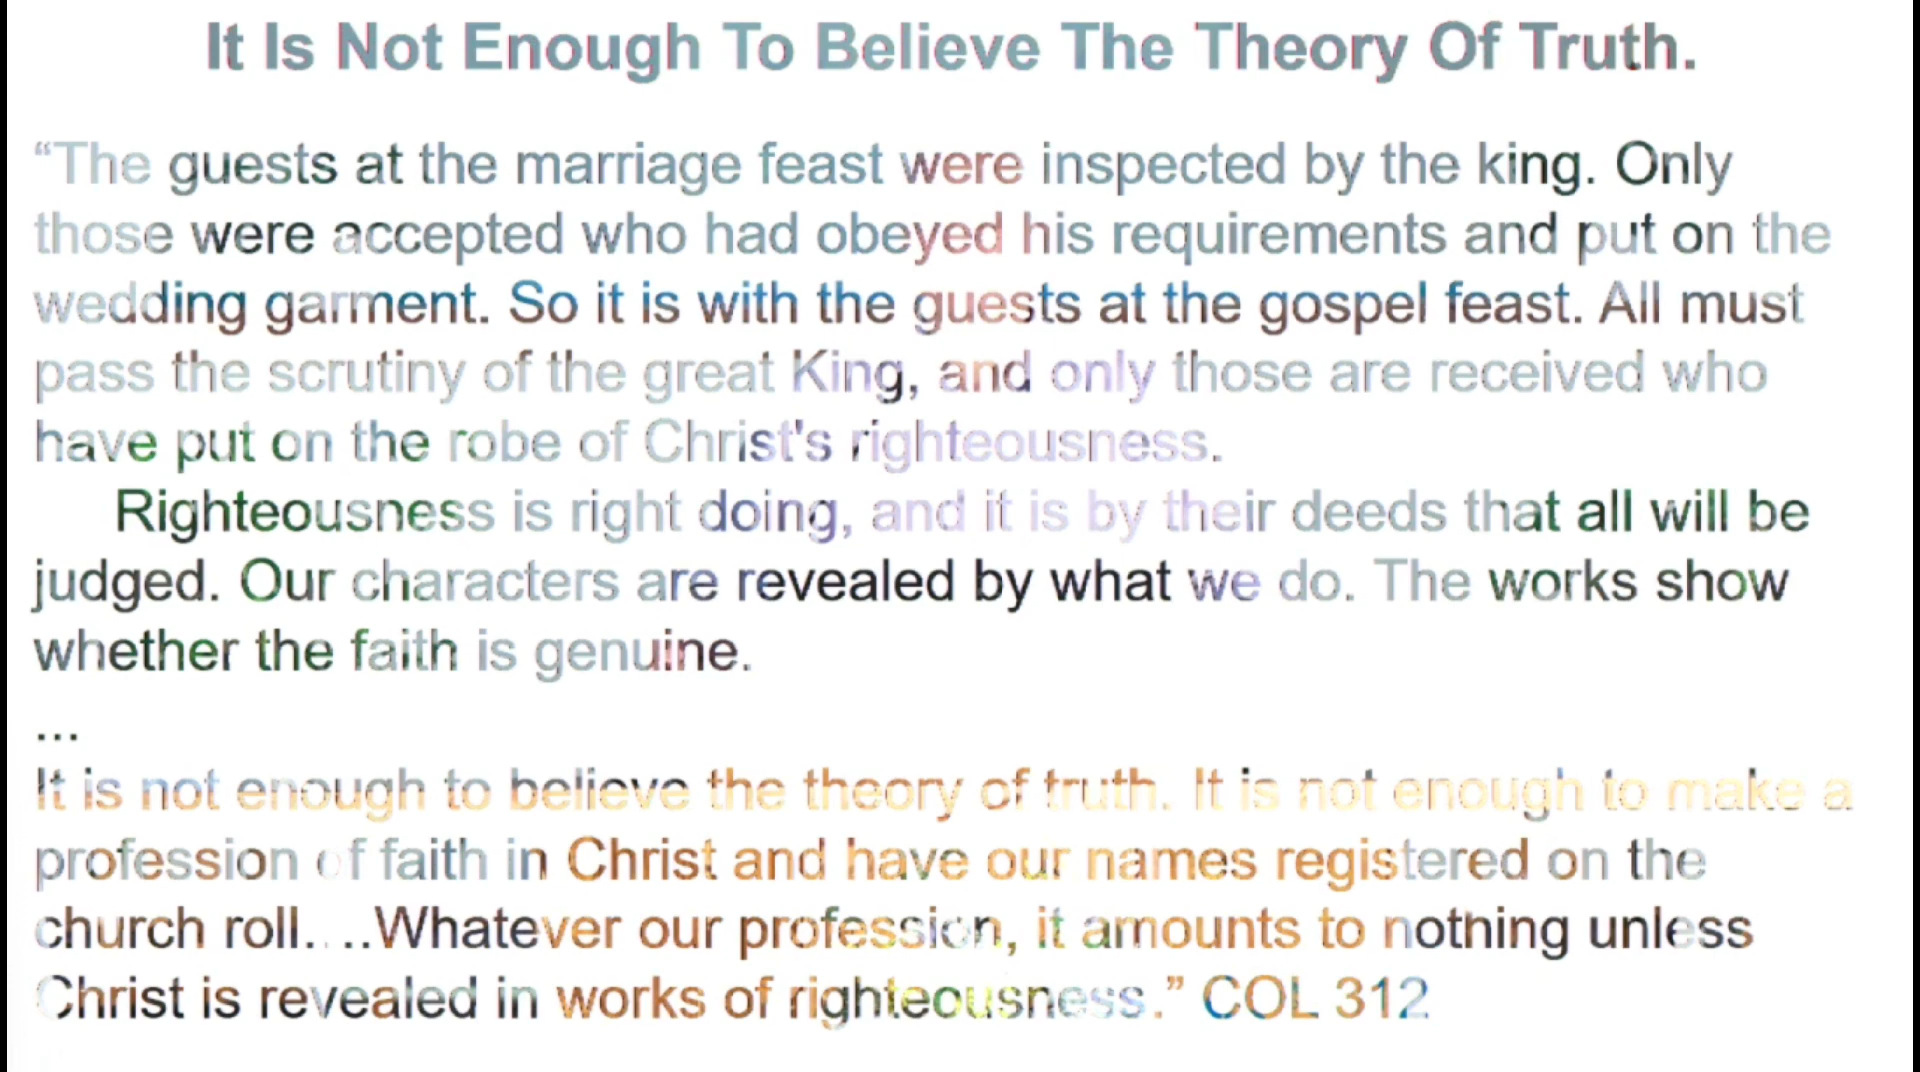 It Is Not Enough To Believe The Theory Of Truth.
“The guests at the marriage feast were inspected by the king. Only
those were accepted who had obeyed his requirements and put on the
wedding garment. So it is with the guests at the gospel feast. All must
pass the scrutiny of the great King, and only those are received who
have put on the robe of Christ's righteousness.
Righteousness is right doing, and it is by their deeds that all will be
judged. Our characters are revealed by what we do. The works show
whether the faith is genuine.
...
It is not enough to believe the theory of truth. It is not enough to make a
profession of faith in Christ and have our names registered on the
church roll. ...Whatever our profession, it amounts to nothing unless
Christ is revealed in works of righteousness.” COL 312